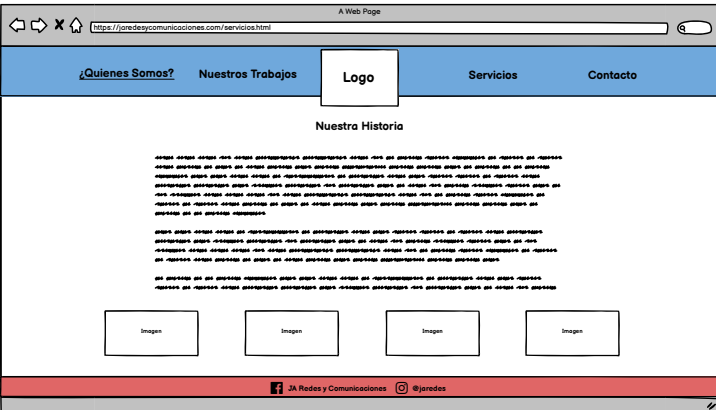 A Web Page
https://jaredesycomunicaciones.com/servicios.html
¿Quienes Somos? Nuestros Trabajos Logo Servicios Contacto
Nuestra Historia
Imagen Imagen Imagen Imagen
JA Redes y Comunicaciones @jaredes